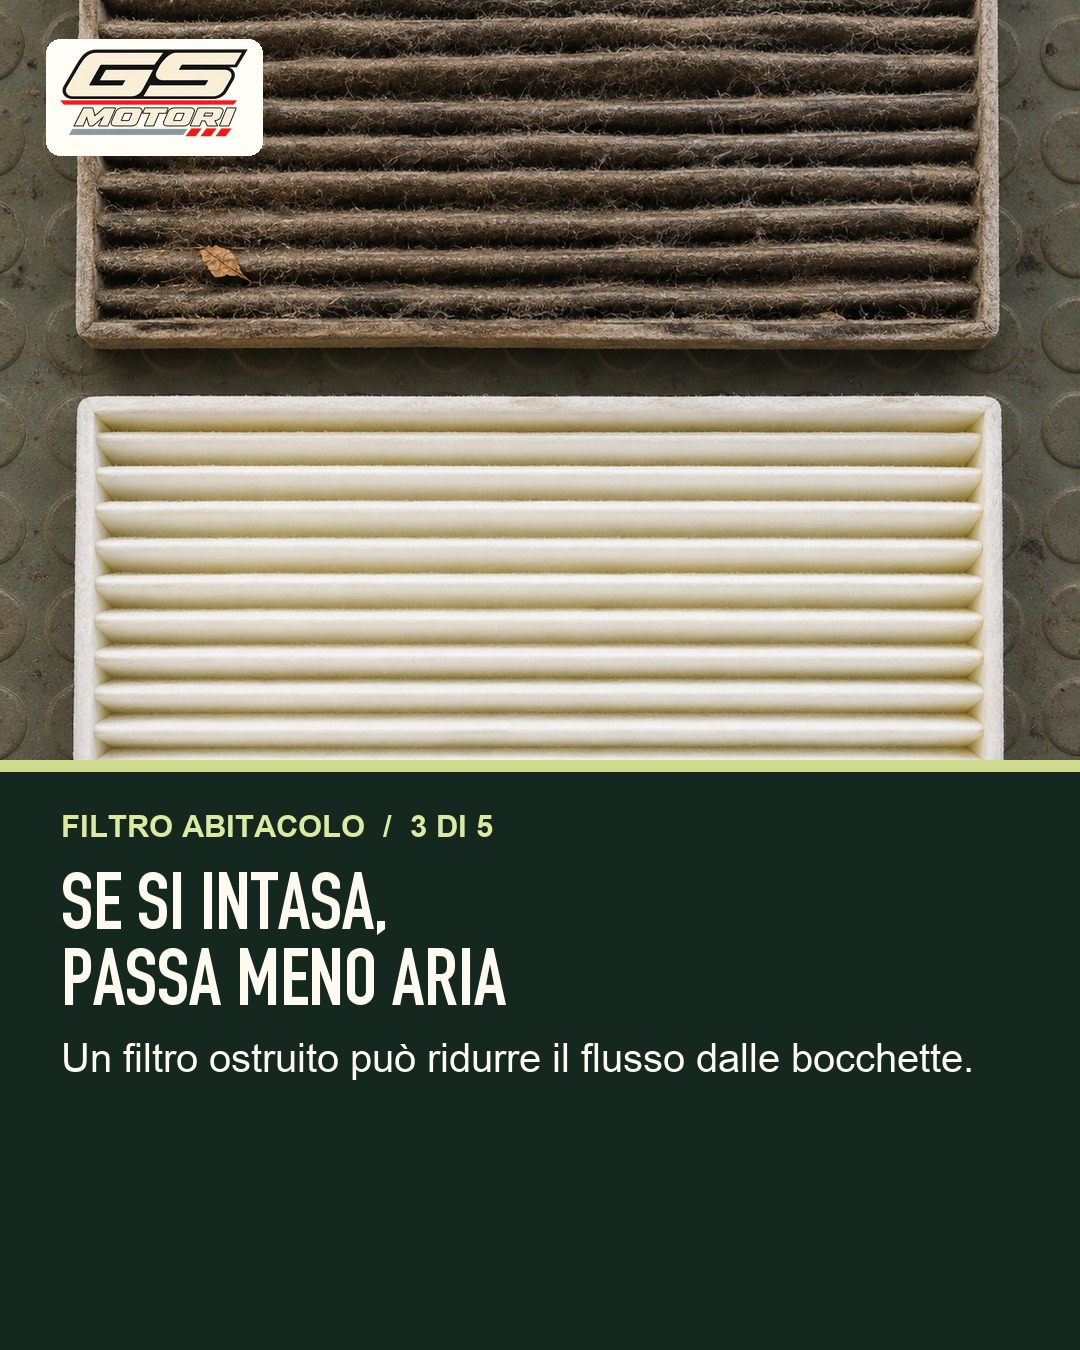 GS
MOTORI
FILTRO ABITACOLO / 3 DI 5
SE SI INTASA,
PASSA MENO ARIA
Un filtro ostruito può ridurre il flusso dalle bocchette.